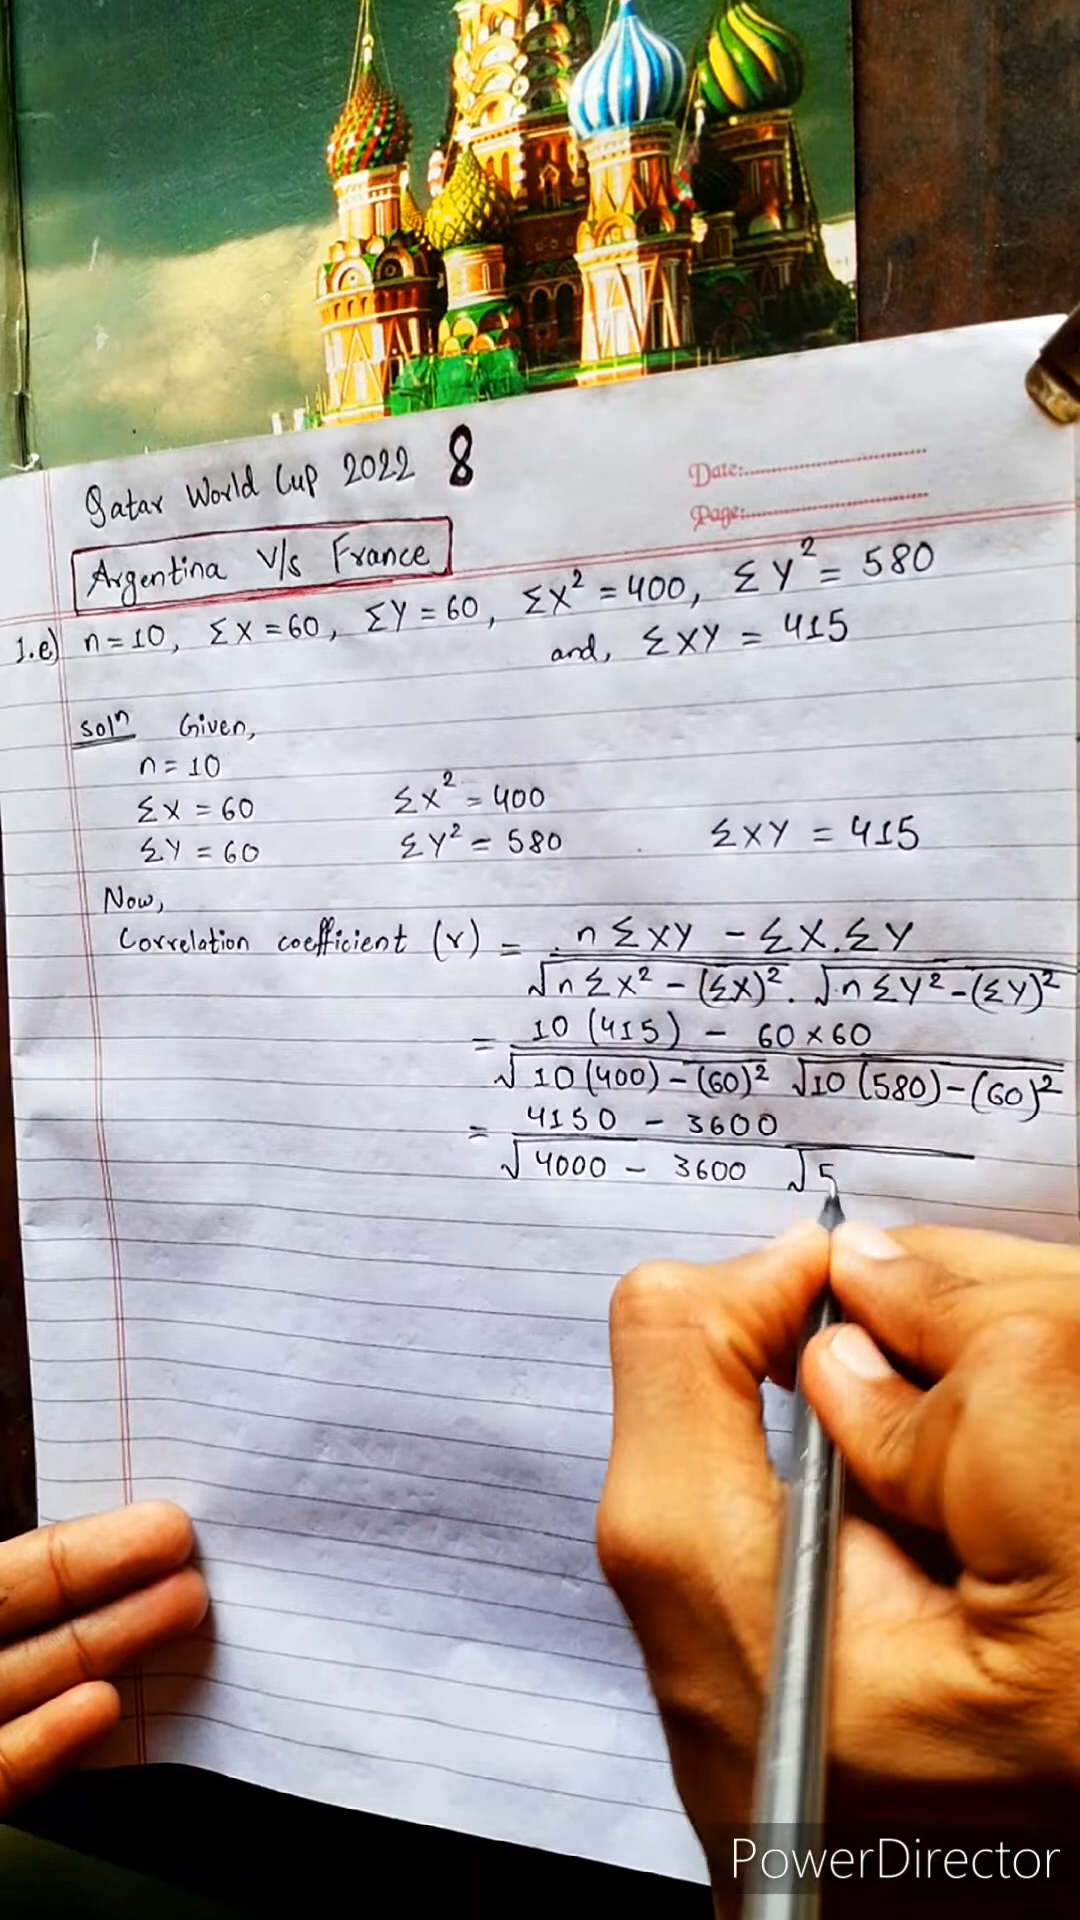 Qatar World Cup 2022 8
Date:
Page:
Argentina V/s France
1.e) n = 10, ΣX = 60, ΣY = 60, ΣX² = 400, ΣY² = 580
and, ΣXY = 415
Solⁿ Given,
n = 10
ΣX = 60 ΣX² = 400
ΣY = 60 ΣY² = 580 ΣXY = 415
Now,
Correlation coefficient (r) = nΣXY - ΣX.ΣY
√nΣX² - (ΣX)². √nΣY² - (ΣY)²
= 10 (415) - 60 × 60
√10 (400) - (60)² √10 (580) - (60)²
= 4150 - 3600
√4000 - 3600 √5
PowerDirector